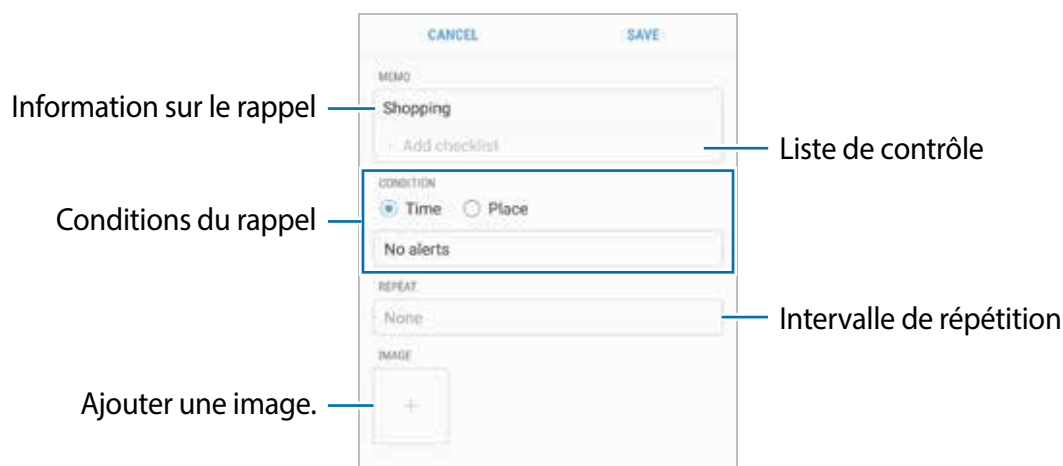 CANCEL SAVE
MEMO
Information sur le rappel
Shopping
+ Add checklist
Liste de contrôle
CONDITION
Time Place
Conditions du rappel
No alerts
REPEAT
None
Intervalle de répétition
IMAGE
Ajouter une image.
+